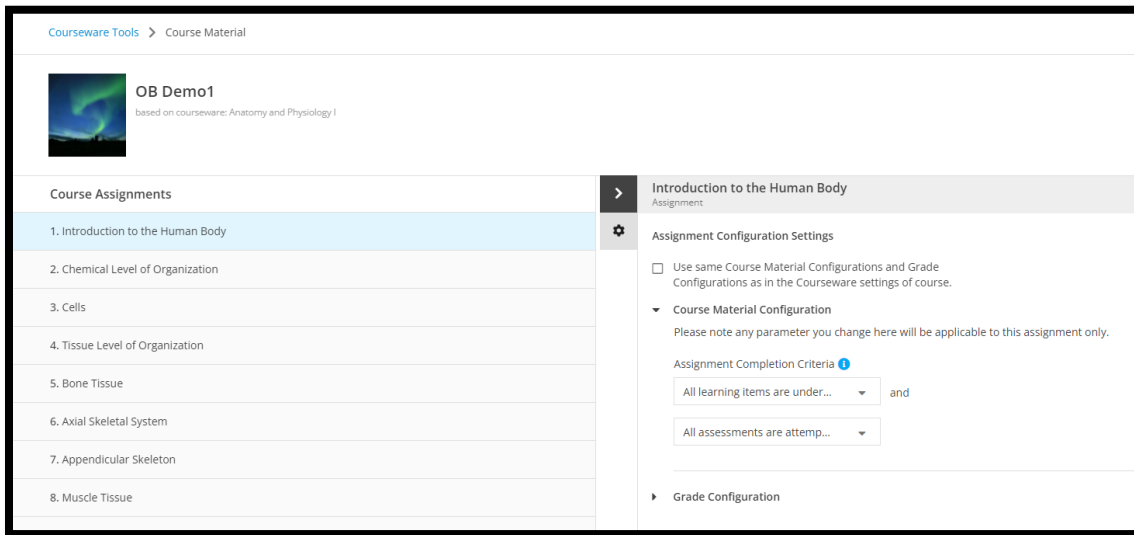 Courseware Tools > Course Material
OB Demo1
based on courseware: Anatomy and Physiology I
Course Assignments
1. Introduction to the Human Body
2. Chemical Level of Organization
3. Cells
4. Tissue Level of Organization
5. Bone Tissue
6. Axial Skeletal System
7. Appendicular Skeleton
8. Muscle Tissue
Introduction to the Human Body
Assignment
Assignment Configuration Settings
Use same Course Material Configurations and Grade
Configurations as in the Courseware settings of course.
Course Material Configuration
Please note any parameter you change here will be applicable to this assignment only.
Assignment Completion Criteria
All learning items are under... and
All assessments are attemp...
Grade Configuration